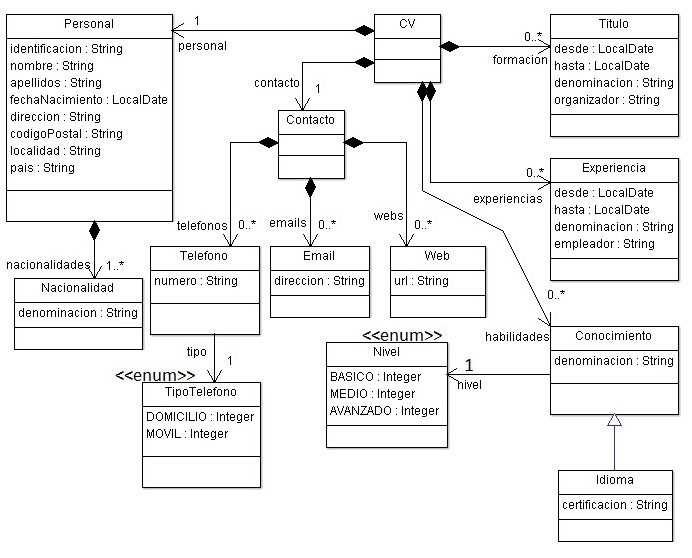 Personal
identificacion : String
nombre : String
apellidos : String
fechaNacimiento : LocalDate
direccion : String
codigoPostal : String
localidad : String
pais : String
1
personal
CV
0..*
formacion
Titulo
desde : LocalDate
hasta : LocalDate
denominacion : String
organizador : String
contacto
1
Contacto
0..*
experiencias
Experiencia
desde : LocalDate
hasta : LocalDate
denominacion : String
empleador : String
nacionalidades
1..*
Nacionalidad
denominacion : String
telefonos
0..*
Telefono
numero : String
emails
0..*
Email
direccion : String
webs
0..*
Web
url : String
0..*
habilidades
Conocimiento
denominacion : String
tipo
1
<<enum>>
TipoTelefono
DOMICILIO : Integer
MOVIL : Integer
<<enum>>
Nivel
BASICO : Integer
MEDIO : Integer
AVANZADO : Integer
1
nivel
Idioma
certificacion : String